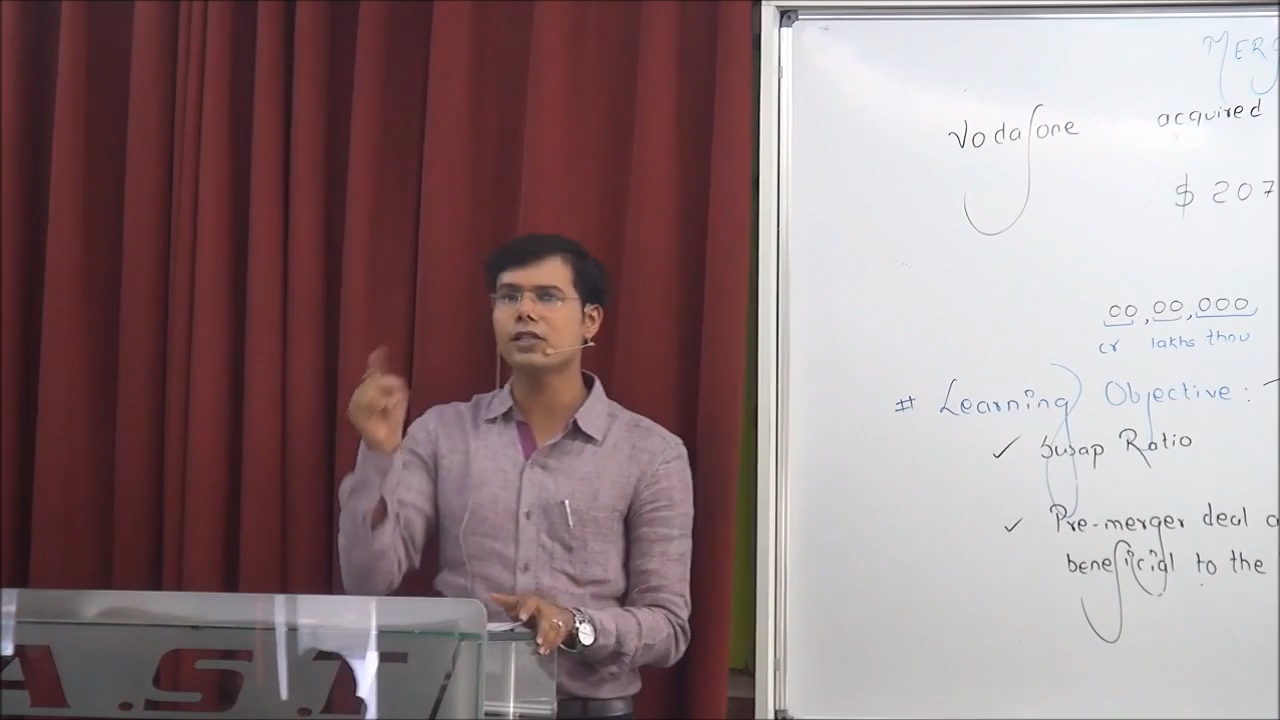 MERG
Vodafone acquired
$ 207
00,00,000
cr lakhs thou
# Learning Objective:
✓ Swap Ratio
✓ Pre-merger deal
beneficial to the
A.S.T